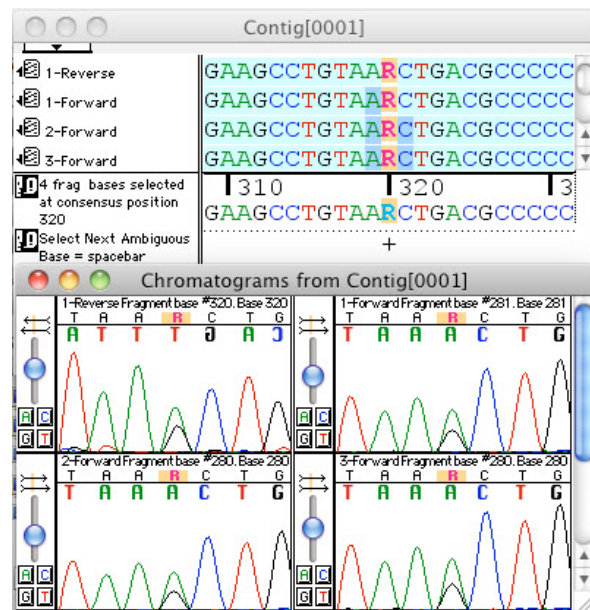 Contig[0001]
1-Reverse GAAGCCTGTAARCTGACGCCCCC
1-Forward GAAGCCTGTAARCTGACGCCCCC
2-Forward GAAGCCTGTAARCTGACGCCCCC
3-Forward GAAGCCTGTAARCTGACGCCCCC
4 frag bases selected
at consensus position
320
310 320 3
GAAGCCTGTAARCTGACGCCCCC
Select Next Ambiguous
Base = spacebar
+
Chromatograms from Contig[0001]
1-Reverse Fragment base #320. Base 320
T A A R C T G
A T T T G A C
A C
G T
1-Forward Fragment base #281. Base 281
T A A R C T G
T A A A C T G
A C
G T
2-Forward Fragment base #280. Base 280
T A A R C T G
T A A A C T G
A C
G T
3-Forward Fragment base #280. Base 280
T A A R C T G
T A A A C T G
A C
G T